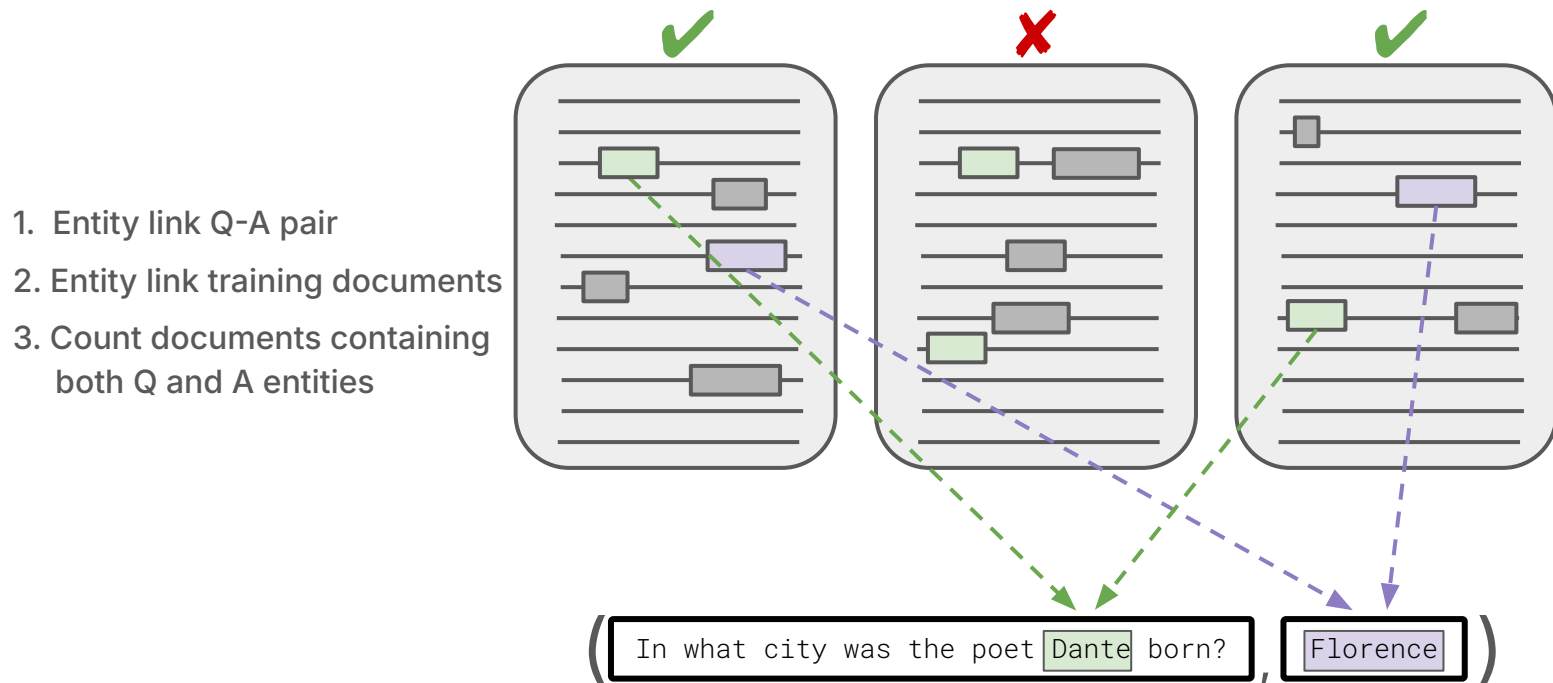 1. Entity link Q-A pair
2. Entity link training documents
3. Count documents containing
both Q and A entities
(In what city was the poet Dante born?, Florence)